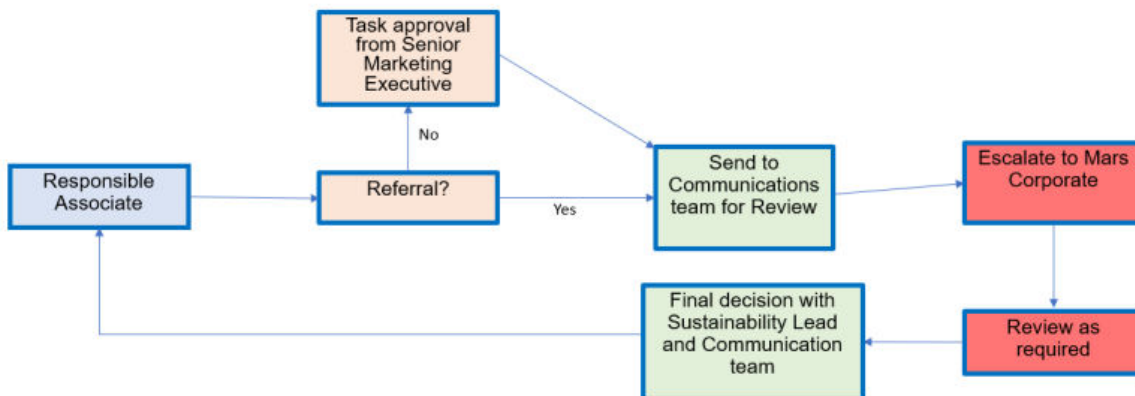 Task approval
from Senior
Marketing
Executive
No
Responsible
Associate
Referral?
Yes
Send to
Communications
team for Review
Escalate to Mars
Corporate
Final decision with
Sustainability Lead
and Communication
team
Review as
required